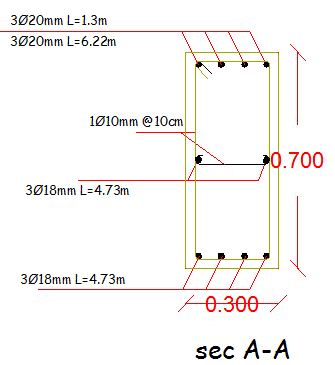 3Ø20mm L=1.3m
3Ø20mm L=6.22m
1Ø10mm @10cm
0.700
3Ø18mm L=4.73m
3Ø18mm L=4.73m
0.300
sec A-A